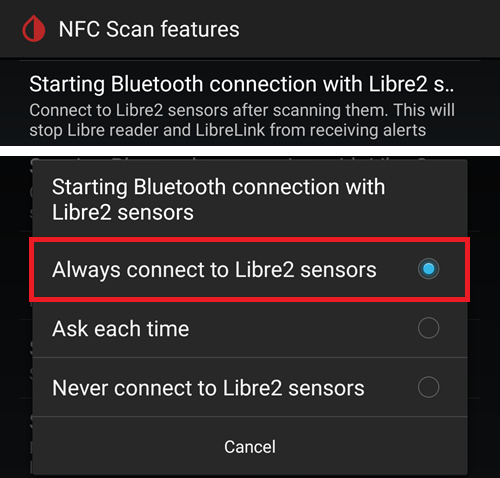 NFC Scan features
Starting Bluetooth connection with Libre2 s..
Connect to Libre2 sensors after scanning them. This will
stop Libre reader and LibreLink from receiving alerts
Starting Bluetooth connection with
Libre2 sensors
Always connect to Libre2 sensors
Ask each time
Never connect to Libre2 sensors
Cancel